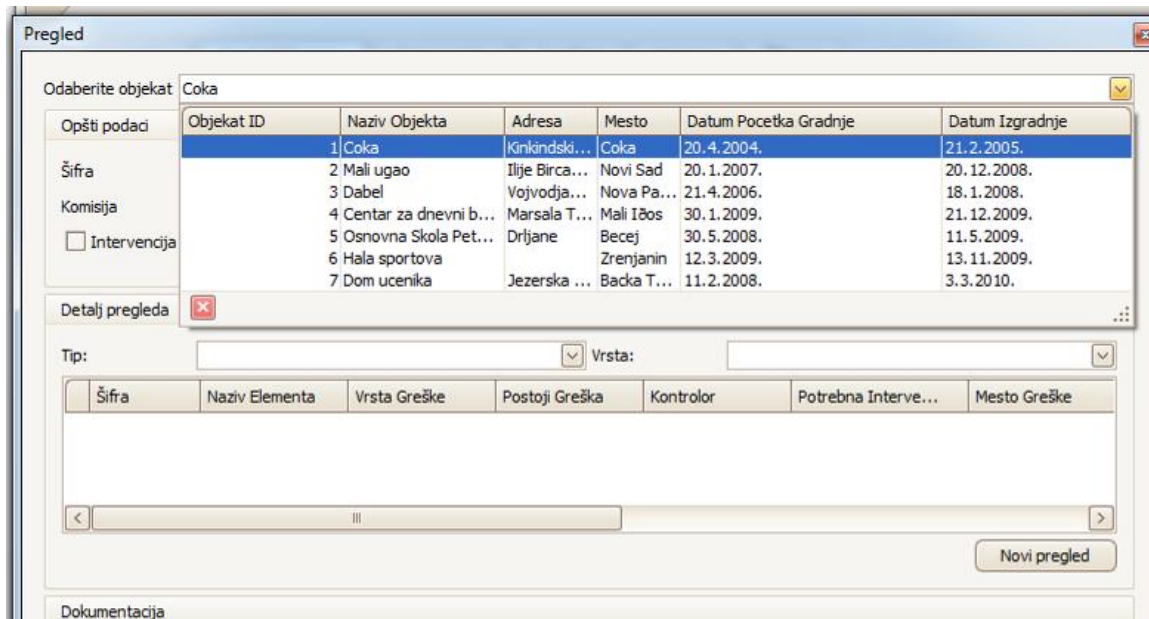 Pregled
Odaberite objekat Coka
Opšti podaci
Šifra
Komisija
Intervencija
Objekat ID Naziv Objekta Adresa Mesto Datum Pocetka Gradnje Datum Izgradnje
1 Coka Kinkindski... Coka 20.4.2004. 21.2.2005.
2 Mali ugao Ilije Birca... Novi Sad 20.1.2007. 20.12.2008.
3 Dabel Vojvodja... Nova Pa... 21.4.2006. 18.1.2008.
4 Centar za dnevni b... Marsala T... Mali Iðos 30.1.2009. 21.12.2009.
5 Osnovna Skola Pet... Drljane Becej 30.5.2008. 11.5.2009.
6 Hala sportova Zrenjanin 12.3.2009. 13.11.2009.
7 Dom ucenika Jezerska ... Backa T... 11.2.2008. 3.3.2010.
Detalj pregleda
Tip: Vrsta:
Šifra Naziv Elementa Vrsta Greške Postoji Greška Kontrolor Potrebna Interve... Mesto Greške
Novi pregled
Dokumentacija